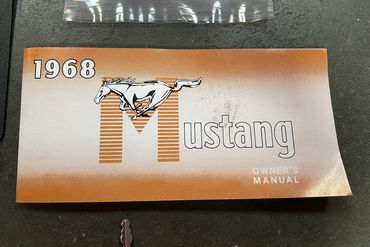 1968
Mustang
OWNER'S
MANUAL